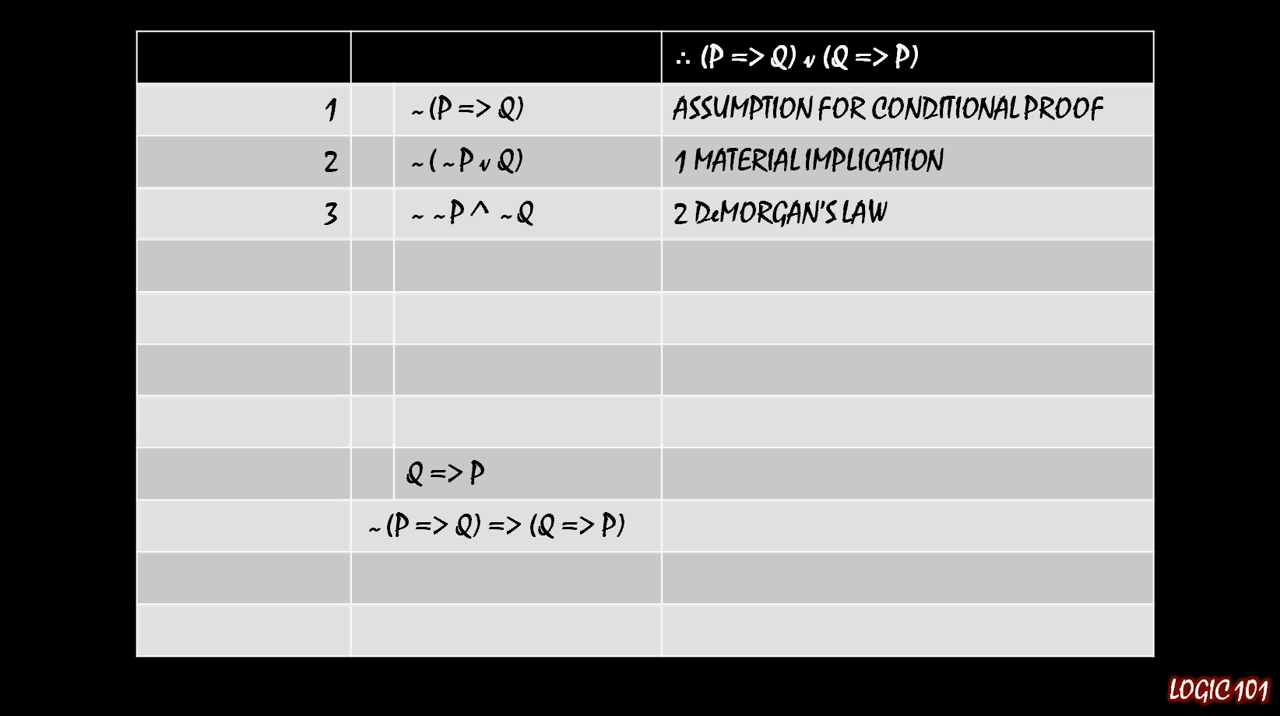 ∴ (P => Q) v (Q => P)
1 ~(P => Q) ASSUMPTION FOR CONDITIONAL PROOF
2 ~( ~P v Q) 1 MATERIAL IMPLICATION
3 ~ ~P ^ ~Q 2 DeMORGAN'S LAW
Q => P
~(P => Q) => (Q => P)
LOGIC 101